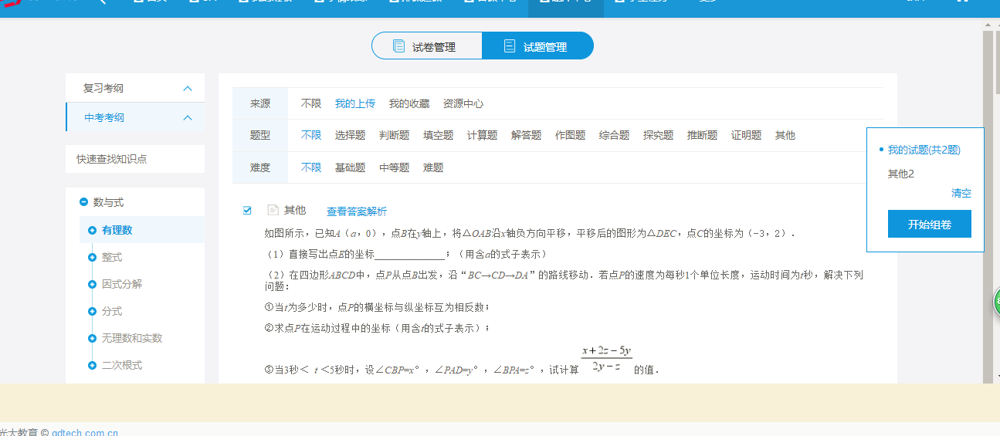 试卷管理
试题管理
复习考纲
中考考纲
快速查找知识点
数与式
有理数
整式
因式分解
分式
无理数和实数
二次根式
来源 不限 我的上传 我的收藏 资源中心
题型 不限 选择题 判断题 填空题 计算题 解答题 作图题 综合题 探究题 推断题 证明题 其他
难度 不限 基础题 中等题 难题
其他 查看答案解析
如图所示，已知A（a，0），点B在y轴上，将△OAB沿x轴负方向平移，平移后的图形为△DEC，点C的坐标为（-3，2）．
（1）直接写出点E的坐标______________；（用含a的式子表示）
（2）在四边形ABCD中，点P从点B出发，沿“BC→CD→DA”的路线移动．若点P的速度为每秒1个单位长度，运动时间为t秒，解决下列
问题：
①当t为多少时，点P的横坐标与纵坐标互为相反数；
②求点P在运动过程中的坐标（用含t的式子表示）；
③当3秒＜ t ＜5秒时，设∠CBP=x°，∠PAD=y°，∠BPA=z°，试计算 (x+2z-5y)/(2y-z) 的值．
我的试题(共2题)
其他2
清空
开始组卷
光大教育 © gdtech.com.cn